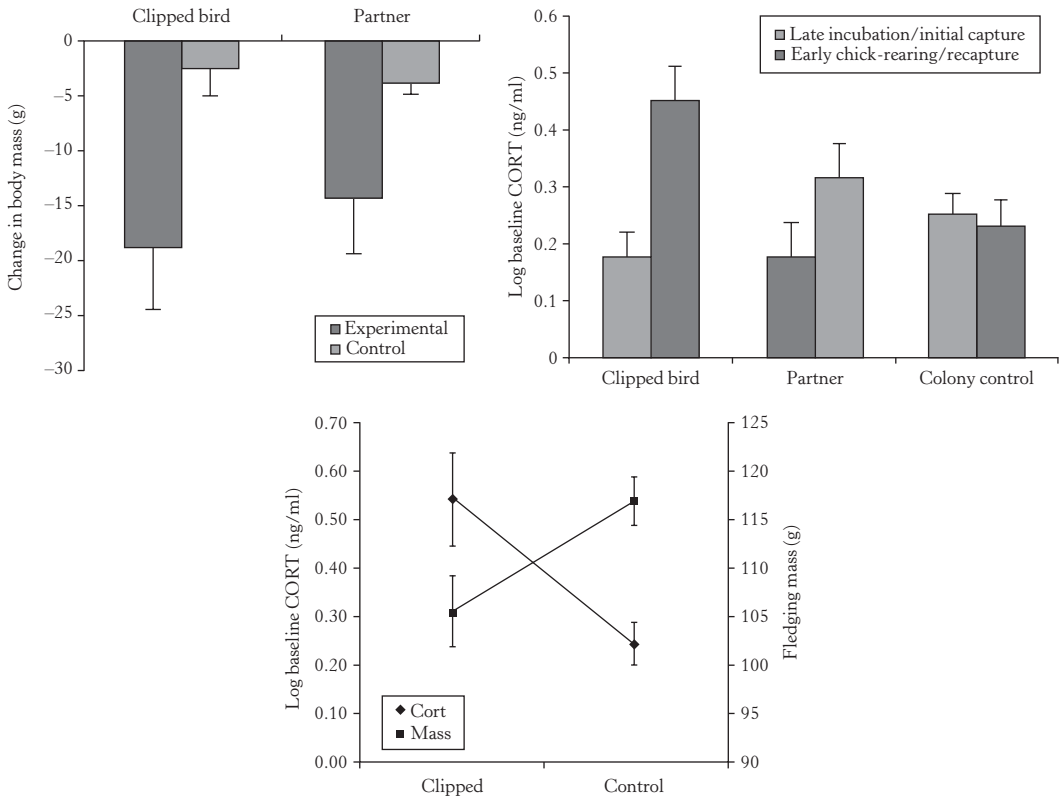 Clipped bird Partner
0
−5
−10
−15
−20
−25
−30
Change in body mass (g)
Experimental
Control
0.6
0.5
0.4
0.3
0.2
0.1
0
Log baseline CORT (ng/ml)
Late incubation/initial capture
Early chick-rearing/recapture
Clipped bird Partner Colony control
0.70
0.60
0.50
0.40
0.30
0.20
0.10
0.00
Log baseline CORT (ng/ml)
125
120
115
110
105
100
95
90
Fledging mass (g)
Cort
Mass
Clipped Control